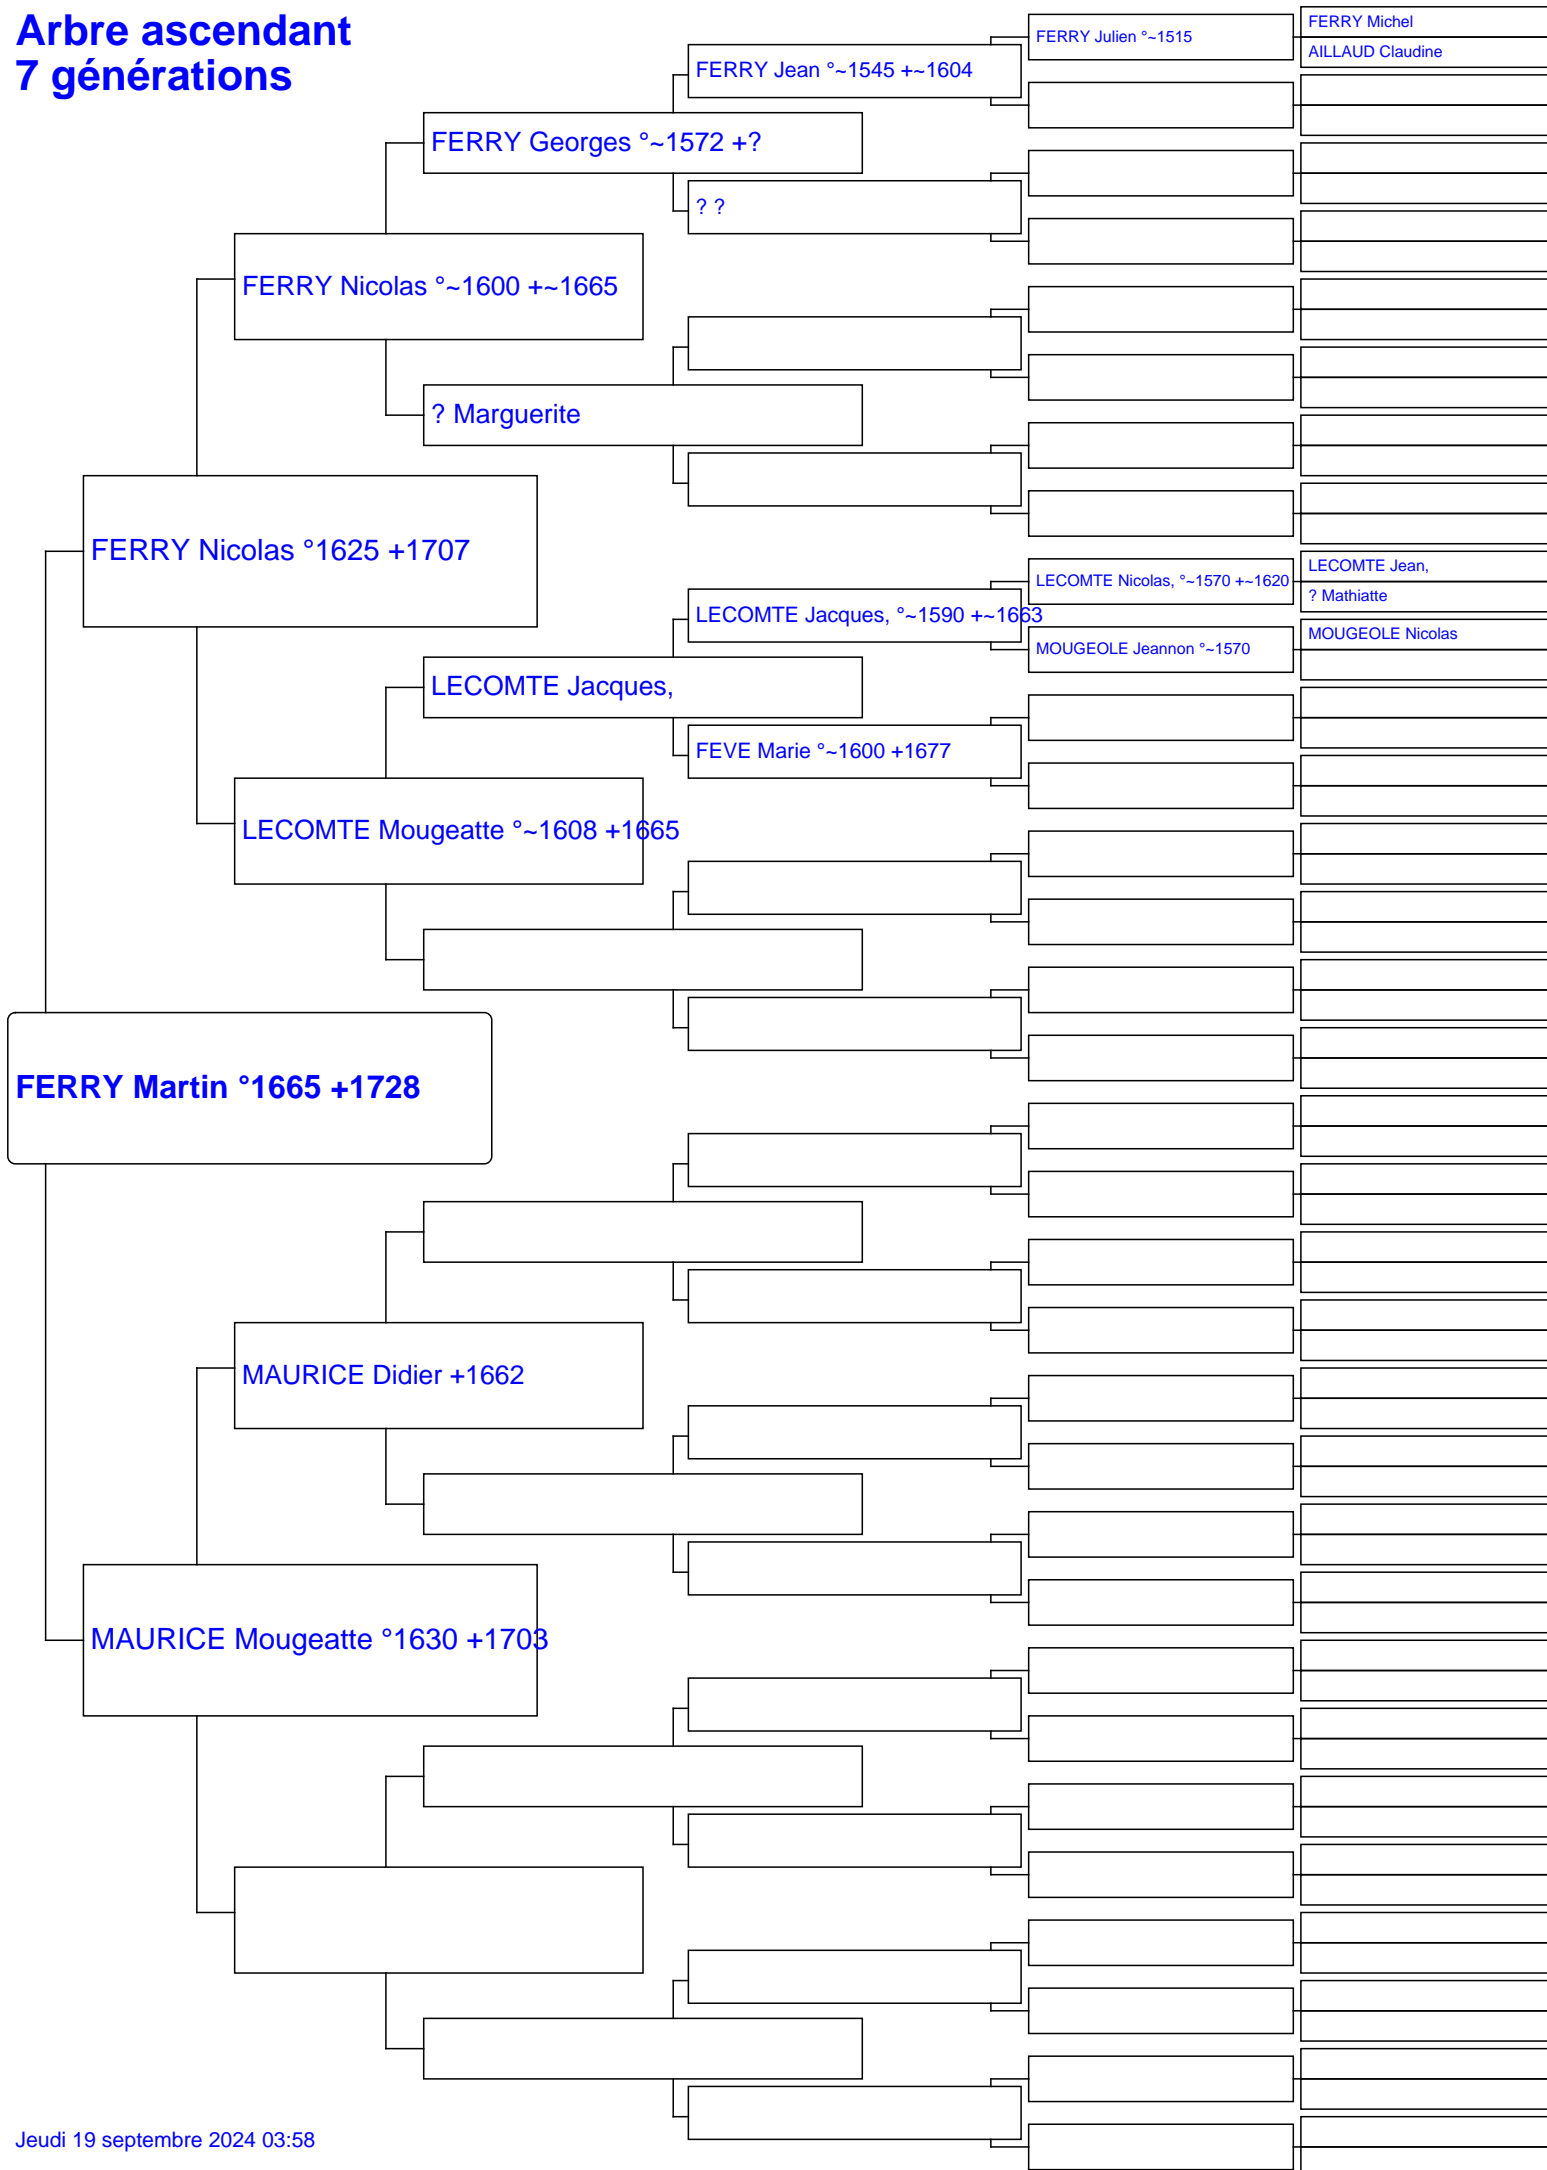 Arbre ascendant
7 générations
FERRY Michel
FERRY Julien °~1515
AILLAUD Claudine
FERRY Jean °~1545 +~1604
FERRY Georges °~1572 +?
? ?
FERRY Nicolas °~1600 +~1665
? Marguerite
FERRY Nicolas °1625 +1707
LECOMTE Jean,
LECOMTE Nicolas, °~1570 +~1620
? Mathiatte
LECOMTE Jacques, °~1590 +~1663
MOUGEOLE Nicolas
MOUGEOLE Jeannon °~1570
LECOMTE Jacques,
FEVE Marie °~1600 +1677
LECOMTE Mougeatte °~1608 +1665
FERRY Martin °1665 +1728
MAURICE Didier +1662
MAURICE Mougeatte °1630 +1703
Jeudi 19 septembre 2024 03:58